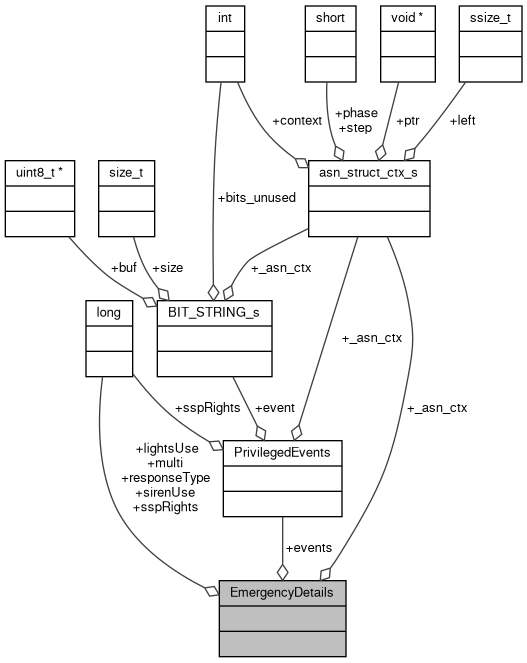 int
short
void *
ssize_t
+context
+phase
+step
+ptr
+left
uint8_t *
size_t
asn_struct_ctx_s
+bits_unused
+buf
+size
+_asn_ctx
long
BIT_STRING_s
+_asn_ctx
+sspRights
+event
+_asn_ctx
+lightsUse
+multi
+responseType
+sirenUse
+sspRights
PrivilegedEvents
+events
EmergencyDetails